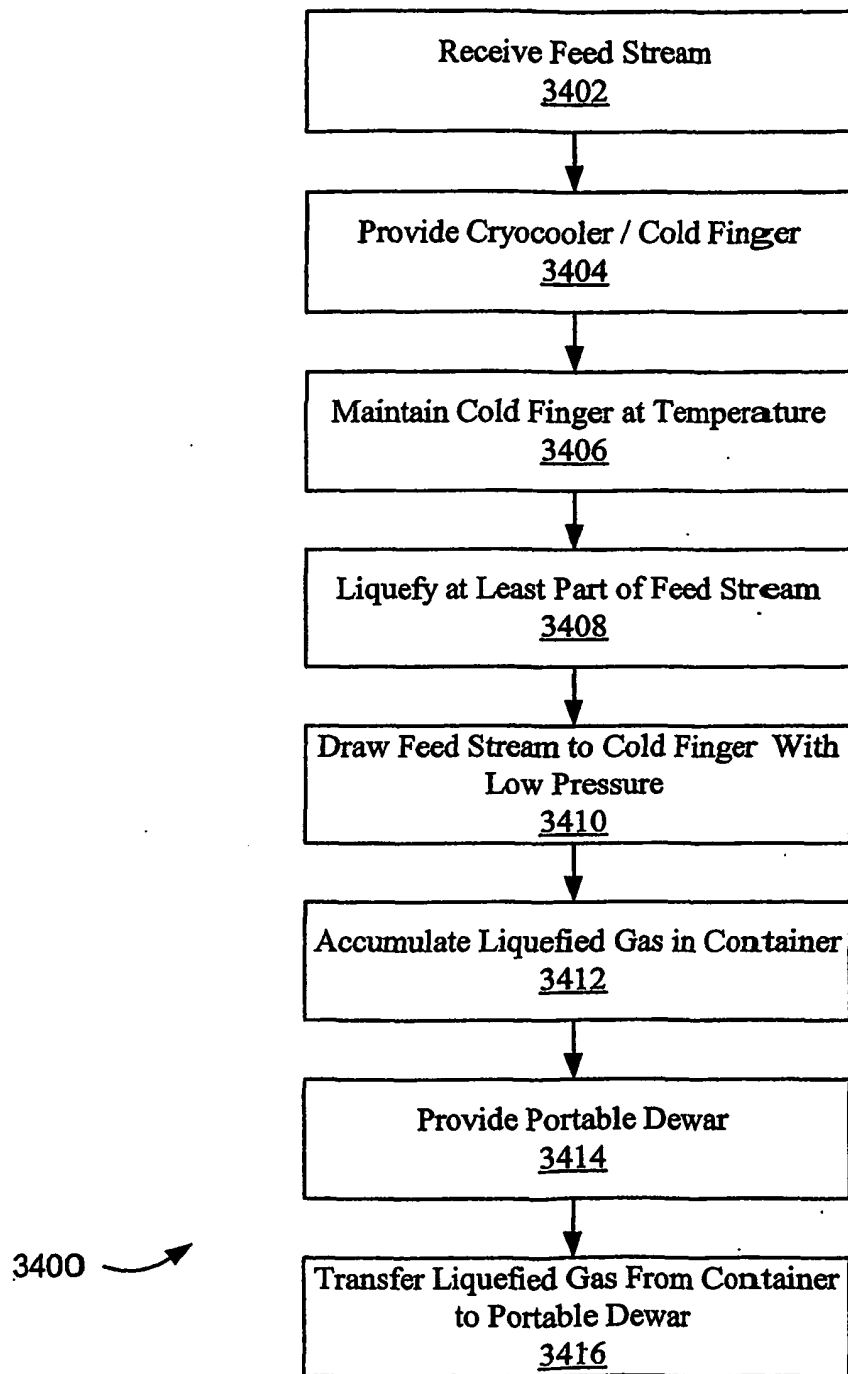 Receive Feed Stream
3402
Provide Cryocooler / Cold Finger
3404
Maintain Cold Finger at Temperature
3406
Liquefy at Least Part of Feed Stream
3408
Draw Feed Stream to Cold Finger With
Low Pressure
3410
Accumulate Liquefied Gas in Container
3412
Provide Portable Dewar
3414
3400
Transfer Liquefied Gas From Container
to Portable Dewar
3416